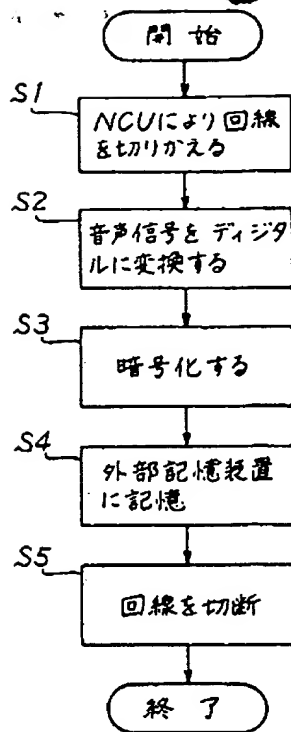 開始
S1
NCUにより回線
を切りかえる
S2
音声信号をディジタ
ルに変換する
S3
暗号化する
S4
外部記憶装置
に記憶
S5
回線を切断
終了